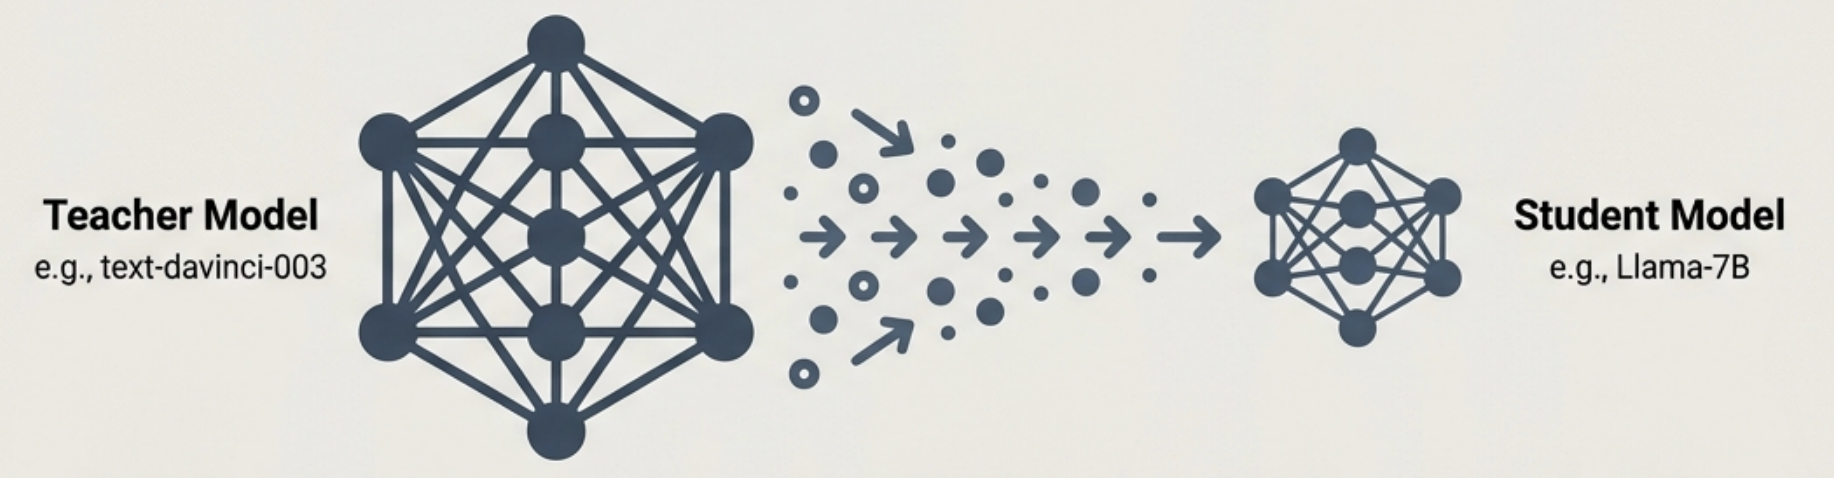 Teacher Model
e.g., text-davinci-003
Student Model
e.g., Llama-7B